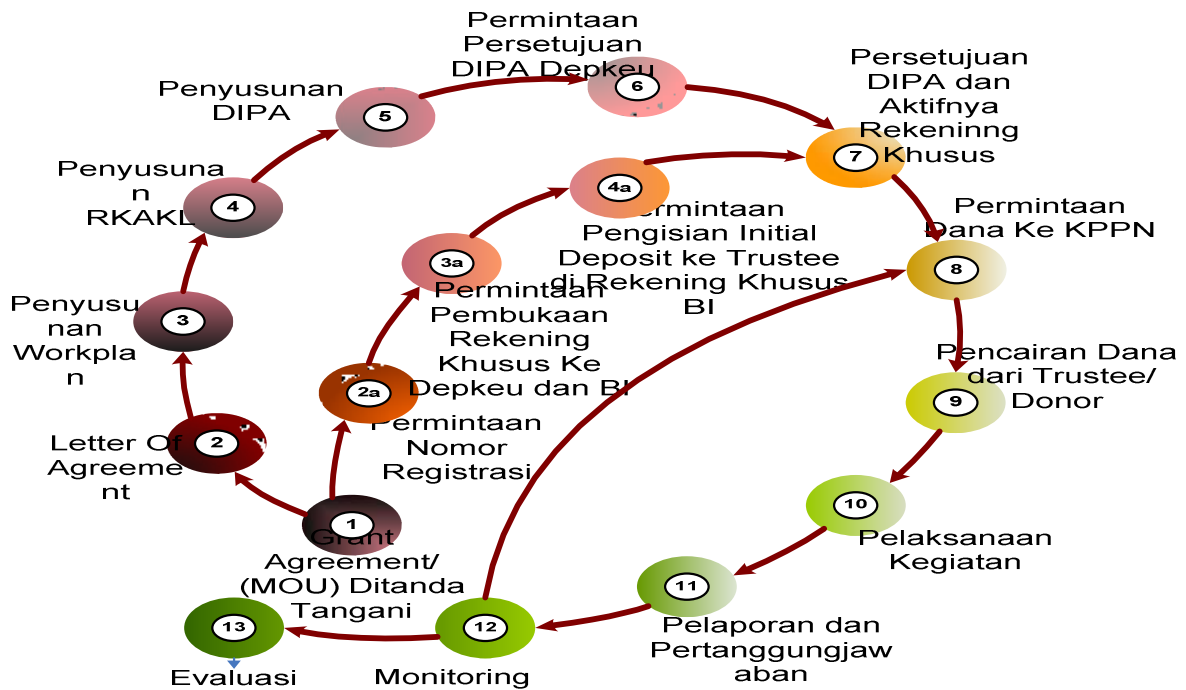 Permintaan
Persetujuan
DIPA Depkeu
6
Persetujuan
DIPA dan
Aktifnya
Rekeninng
Khusus
7
Penyusunan
DIPA
5
Penyusuna
n
RKAKL
4
4a
Permintaan
Pengisian Initial
Deposit ke Trustee
di Rekening Khusus
BI
Permintaan
Dana Ke KPPN
8
3a
Permintaan
Pembukaan
Rekening
Khusus Ke
Depkeu dan BI
Penyusu
nan
Workpla
n
3
2a
Permintaan
Nomor
Registrasi
Pencairan Dana
dari Trustee/
Donor
9
Letter Of
Agreeme
nt
2
1
Grant
Agreement/
(MOU) Ditanda
Tangani
10
Pelaksanaan
Kegiatan
11
Pelaporan dan
Pertanggungjaw
aban
12
Monitoring
13
Evaluasi